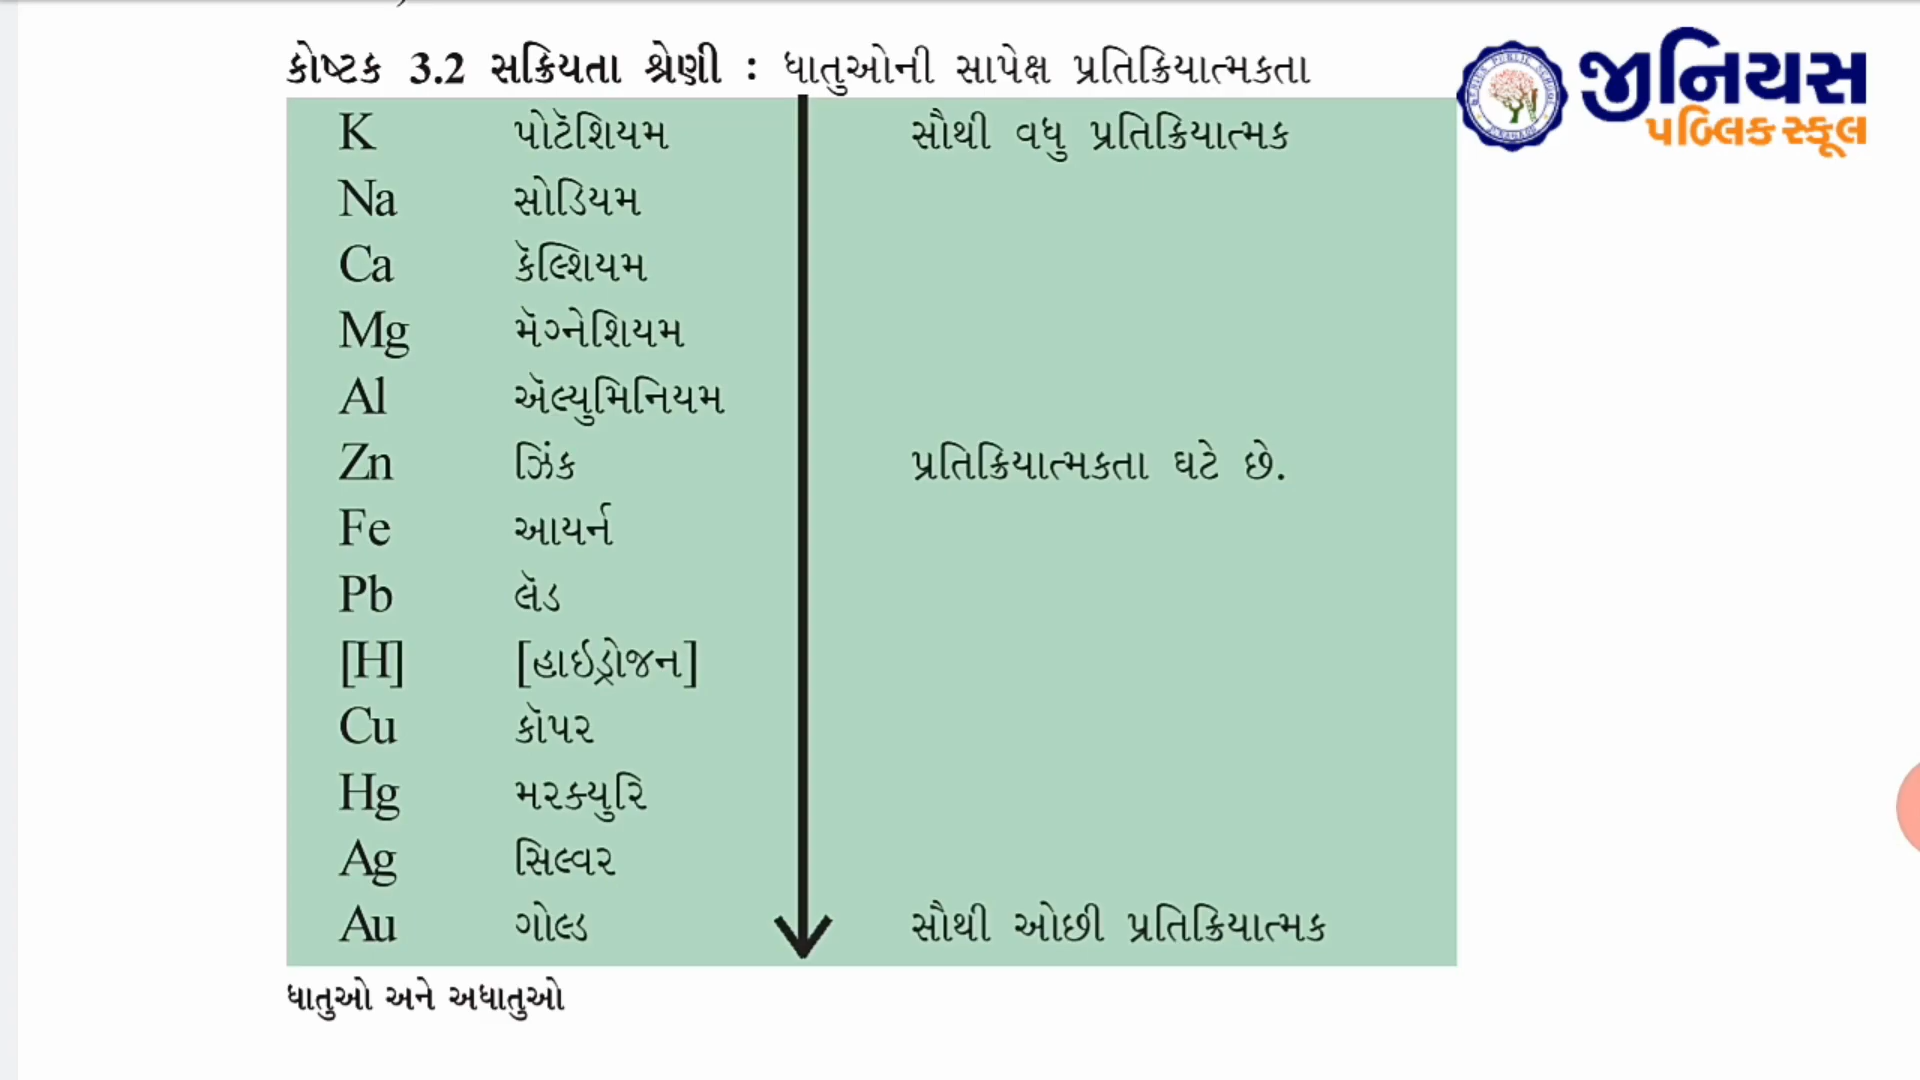 કોષ્ટક 3.2 સક્રિયતા શ્રેણી : ધાતુઓની સાપેક્ષ પ્રતિક્રિયાત્મકતા
જીનિયસ
પબ્લિક સ્કૂલ
K પોટૅશિયમ સૌથી વધુ પ્રતિક્રિયાત્મક
Na સોડિયમ
Ca કૅલ્શિયમ
Mg મૅગ્નેશિયમ
Al ઍલ્યુમિનિયમ
Zn ઝિંક પ્રતિક્રિયાત્મકતા ઘટે છે.
Fe આયર્ન
Pb લૅડ
[H] [હાઇડ્રોજન]
Cu કૉપર
Hg મરક્યુરિ
Ag સિલ્વર
Au ગોલ્ડ સૌથી ઓછી પ્રતિક્રિયાત્મક
ધાતુઓ અને અધાતુઓ